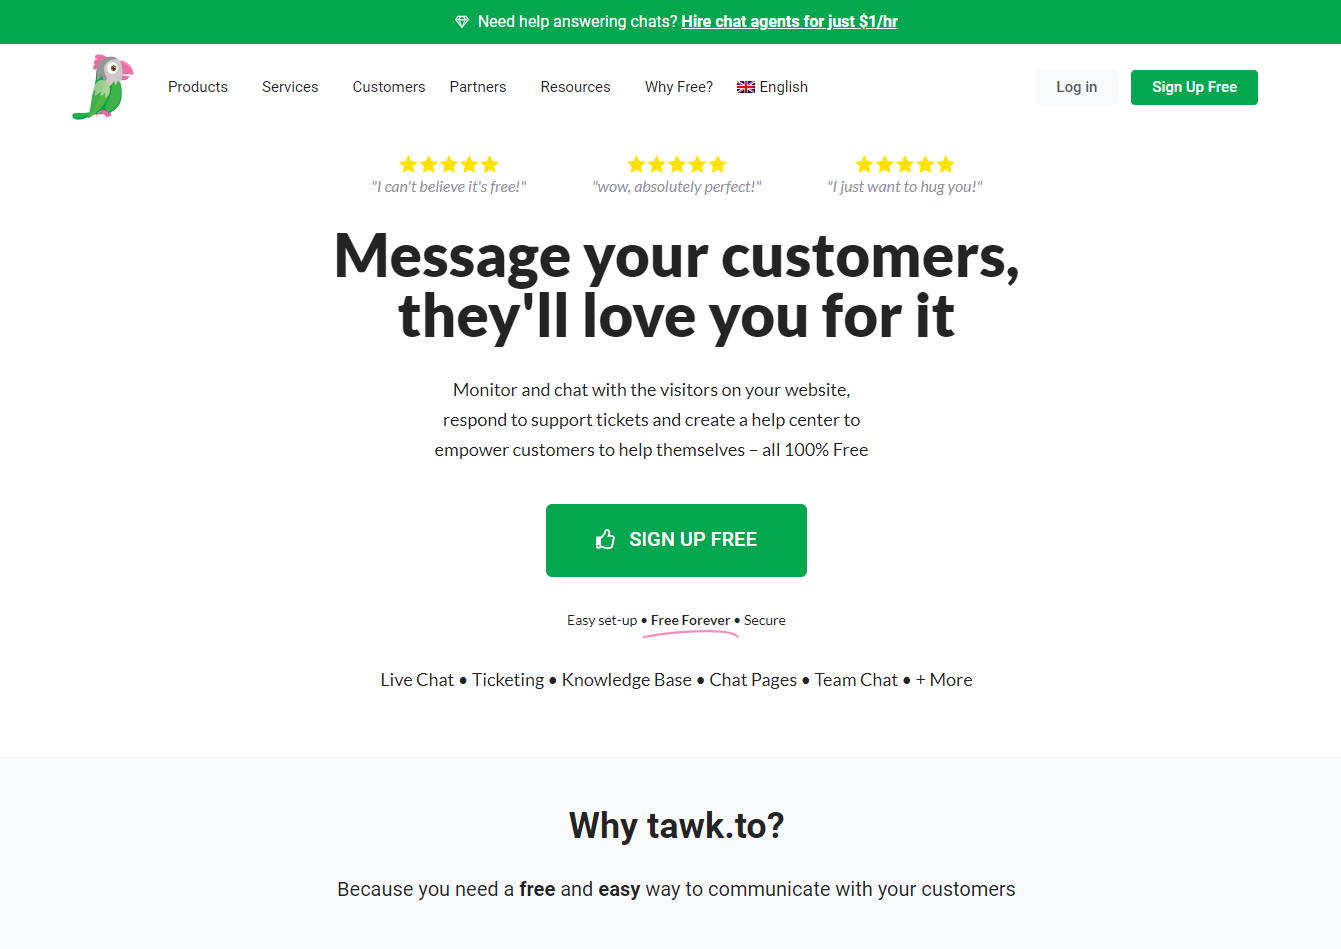 Need help answering chats? Hire chat agents for just $1/hr
Products Services Customers Partners Resources Why Free? English Log in Sign Up Free
"I can't believe it's free!" "wow, absolutely perfect!" "I just want to hug you!"
Message your customers,
they'll love you for it
Monitor and chat with the visitors on your website,
respond to support tickets and create a help center to
empower customers to help themselves – all 100% Free
SIGN UP FREE
Easy set-up • Free Forever • Secure
Live Chat • Ticketing • Knowledge Base • Chat Pages • Team Chat • + More
Why tawk.to?
Because you need a free and easy way to communicate with your customers